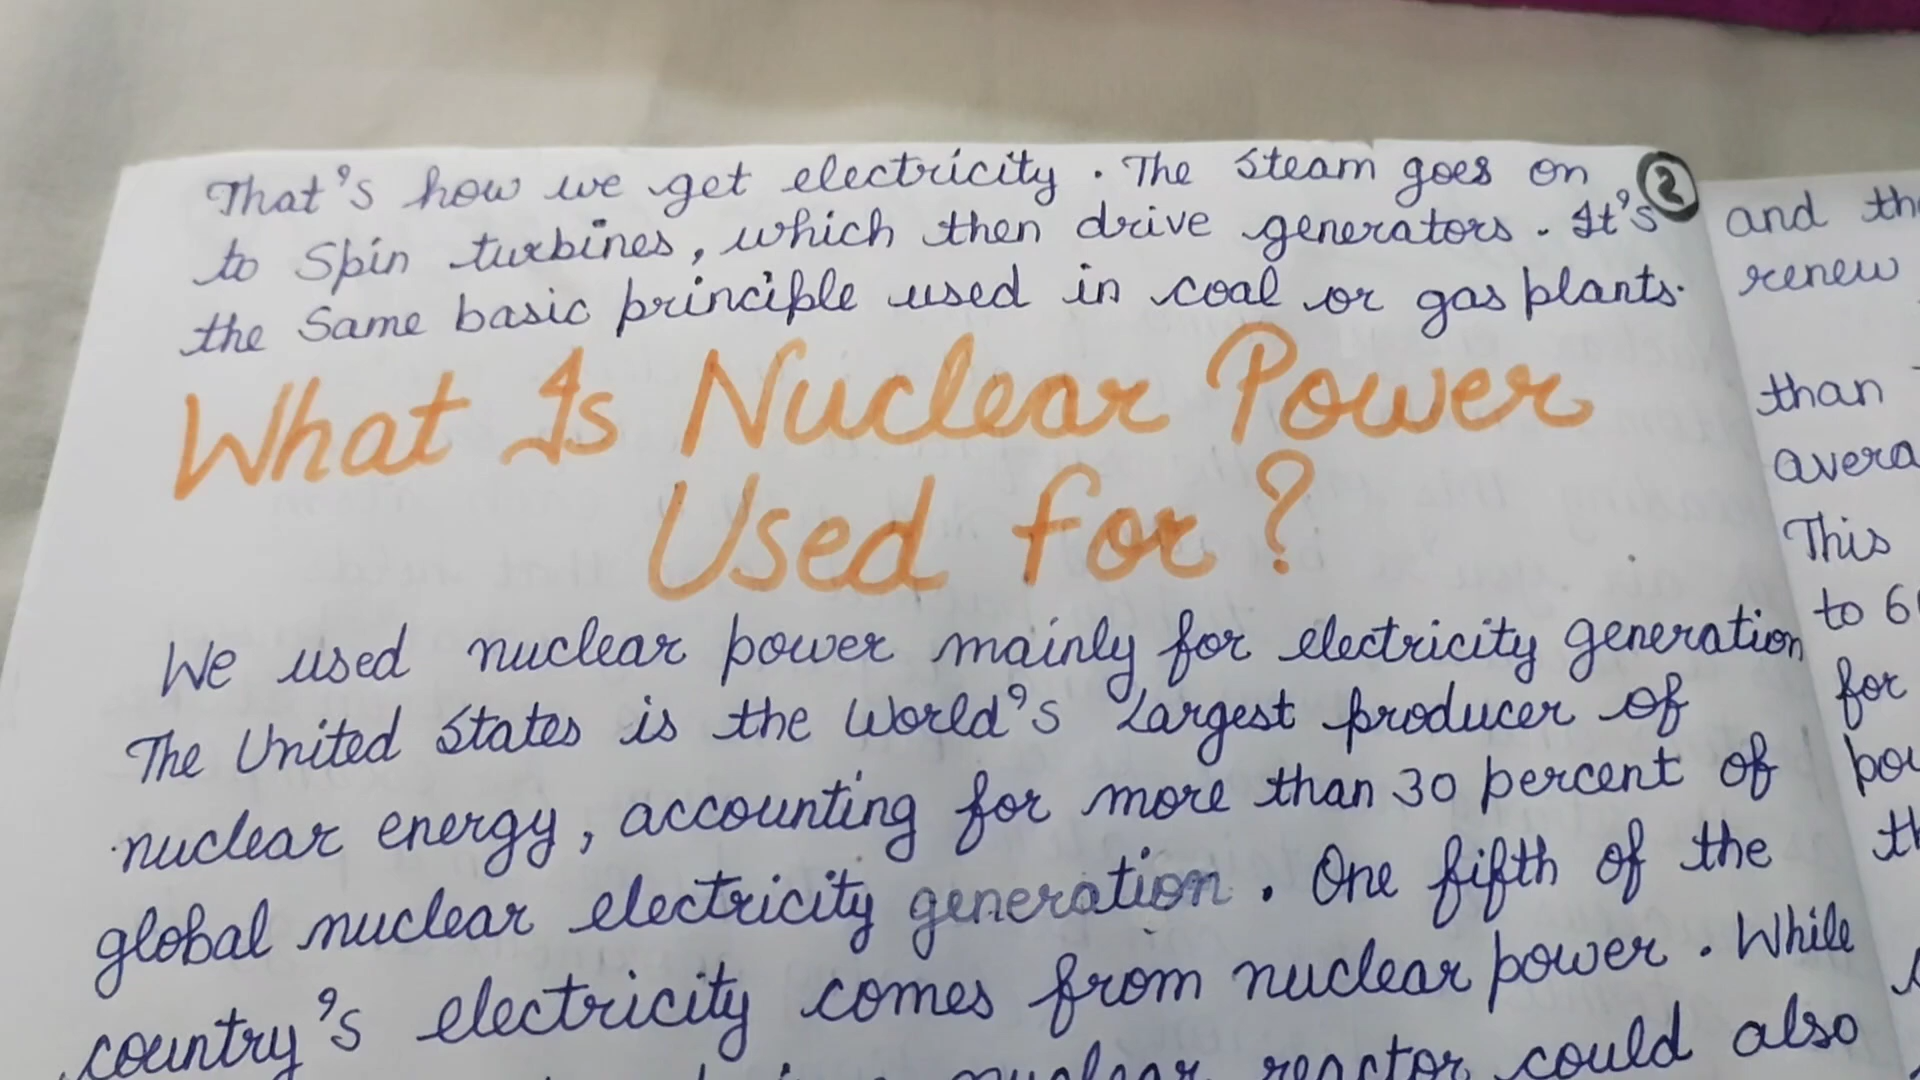 That's how we get electricity. The Steam goes on
②
to Spin turbines, which then drive generators. It's
the Same basic principle used in coal or gas plants.
What Is Nuclear Power
Used for?
We used nuclear power mainly for electricity generation
The United States is the World's Largest producer of
nuclear energy, accounting for more than 30 percent of
global nuclear electricity generation. One fifth of the
country's electricity comes from nuclear power. While
nuclear reactor could also
and
renew
than
This
to
for